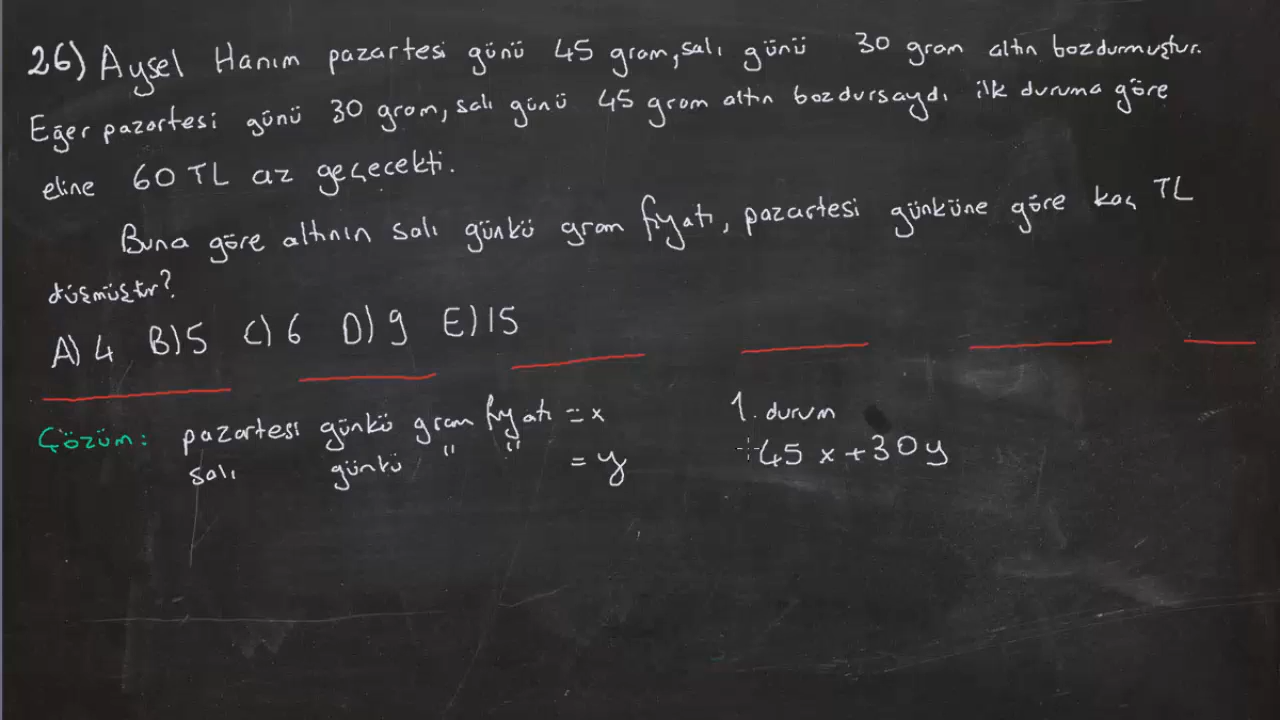 26) Aysel Hanım pazartesi günü 45 gram, salı günü 30 gram altın bozdurmuştur.
Eğer pazartesi günü 30 gram, salı günü 45 gram altın bozdursaydı ilk duruma göre
eline 60 TL az geçecekti.
Buna göre altının salı günkü gram fiyatı, pazartesi günküne göre kaç TL
düşmüştür?
A) 4 B) 5 C) 6 D) 9 E) 15
Çözüm: pazartesi günkü gram fiyatı = x
salı günkü " " = y
1. durum
45 x + 30 y